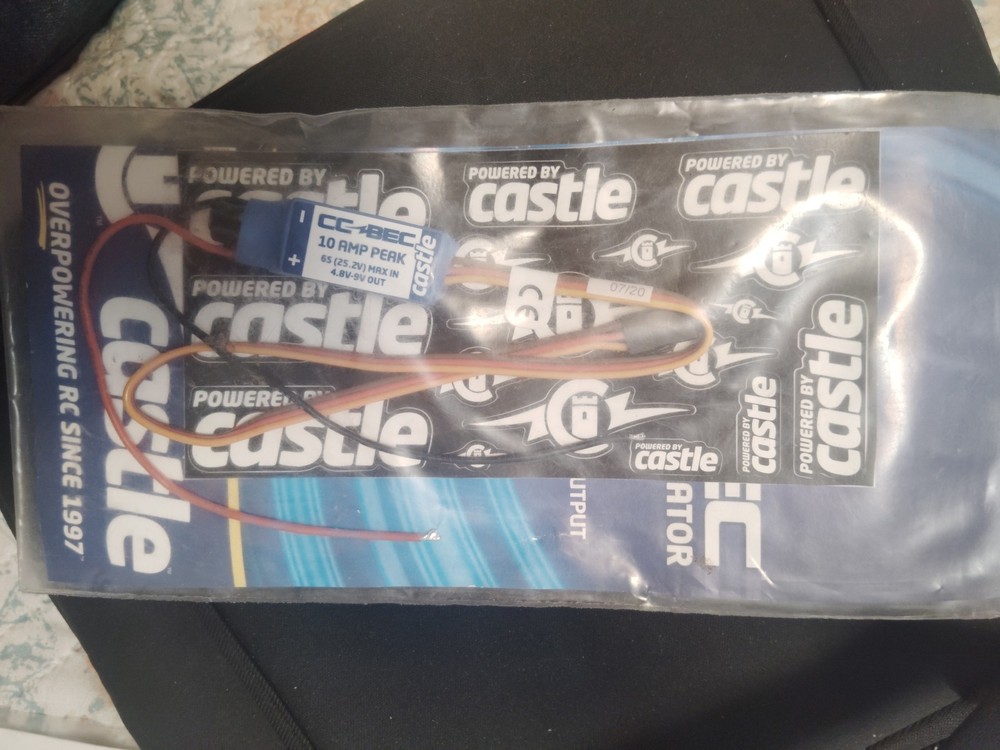 OVERPOWERING RC SINCE 1997
castle
POWERED BY
castle
POWERED BY
castle
POWERED BY
castle
-
+
CC BEC
10 AMP PEAK
6S (25.2V) MAX IN
4.8V-9V OUT
castle
07/20
POWERED BY
castle
POWERED BY
castle
POWERED BY
castle
POWERED BY
castle
POWERED BY
castle
UTPUT
EC
ATOR